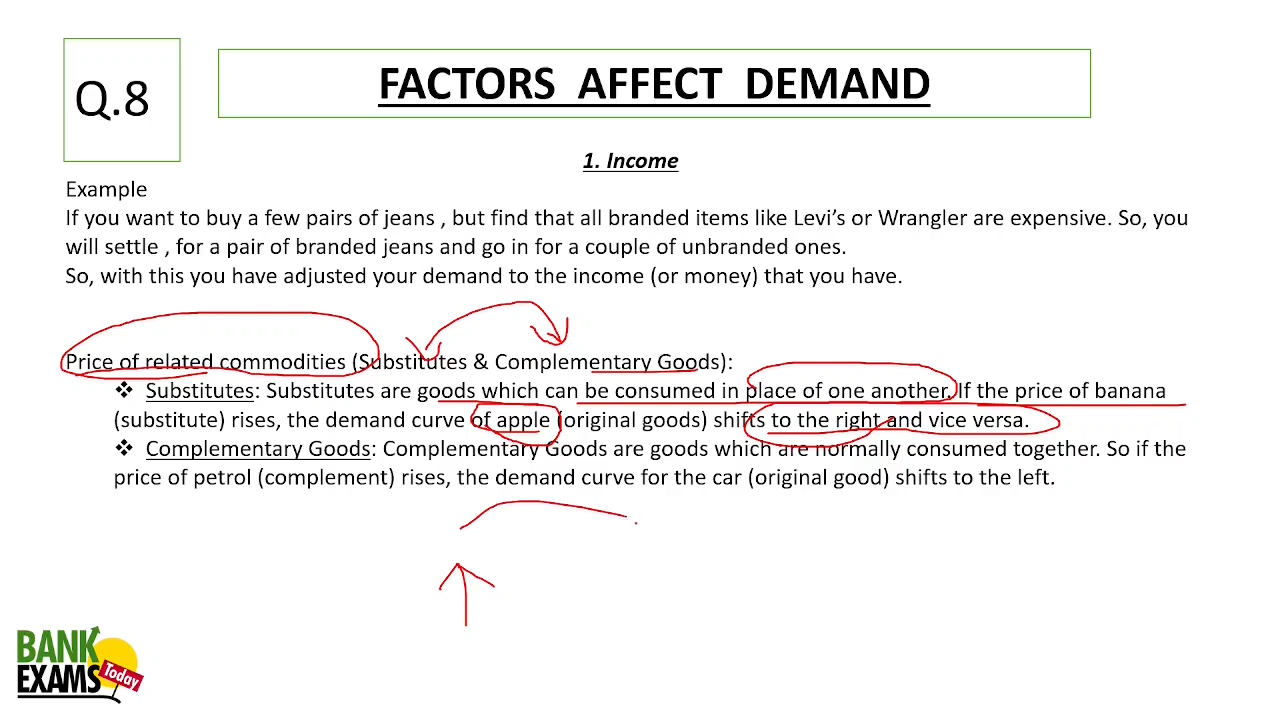 Q.8
FACTORS AFFECT DEMAND
1. Income
Example
If you want to buy a few pairs of jeans , but find that all branded items like Levi’s or Wrangler are expensive. So, you
will settle , for a pair of branded jeans and go in for a couple of unbranded ones.
So, with this you have adjusted your demand to the income (or money) that you have.
Price of related commodities (Substitutes & Complementary Goods):
❖ Substitutes: Substitutes are goods which can be consumed in place of one another. If the price of banana
(substitute) rises, the demand curve of apple (original goods) shifts to the right and vice versa.
❖ Complementary Goods: Complementary Goods are goods which are normally consumed together. So if the
price of petrol (complement) rises, the demand curve for the car (original good) shifts to the left.
BANK
EXAMS
Today